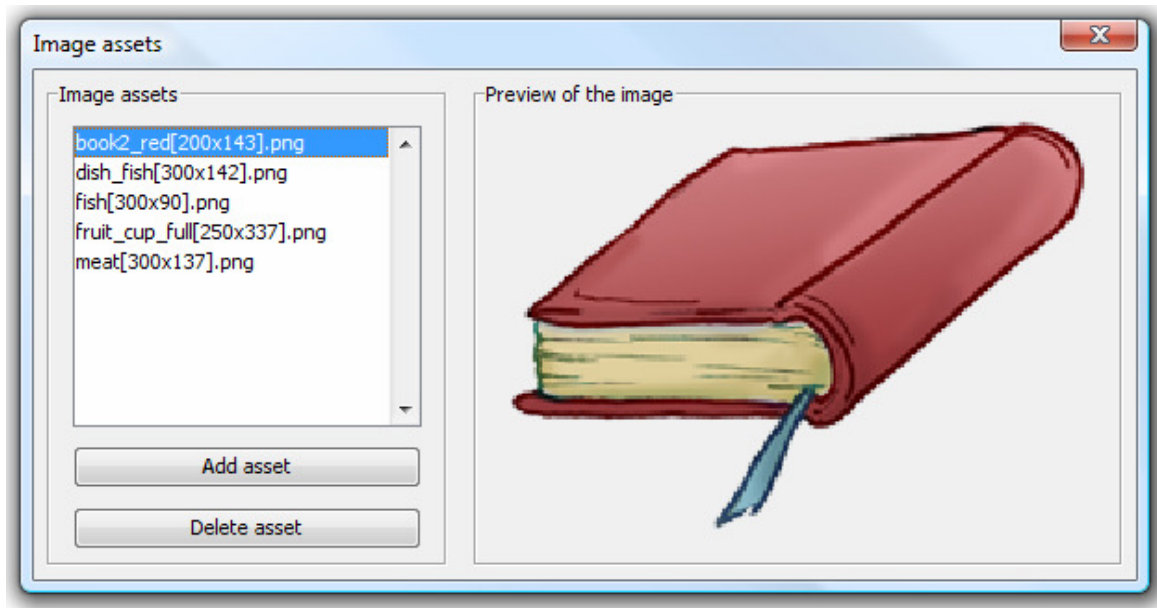 Image assets
Image assets
book2_red[200x143].png
dish_fish[300x142].png
fish[300x90].png
fruit_cup_full[250x337].png
meat[300x137].png
Add asset
Delete asset
Preview of the image